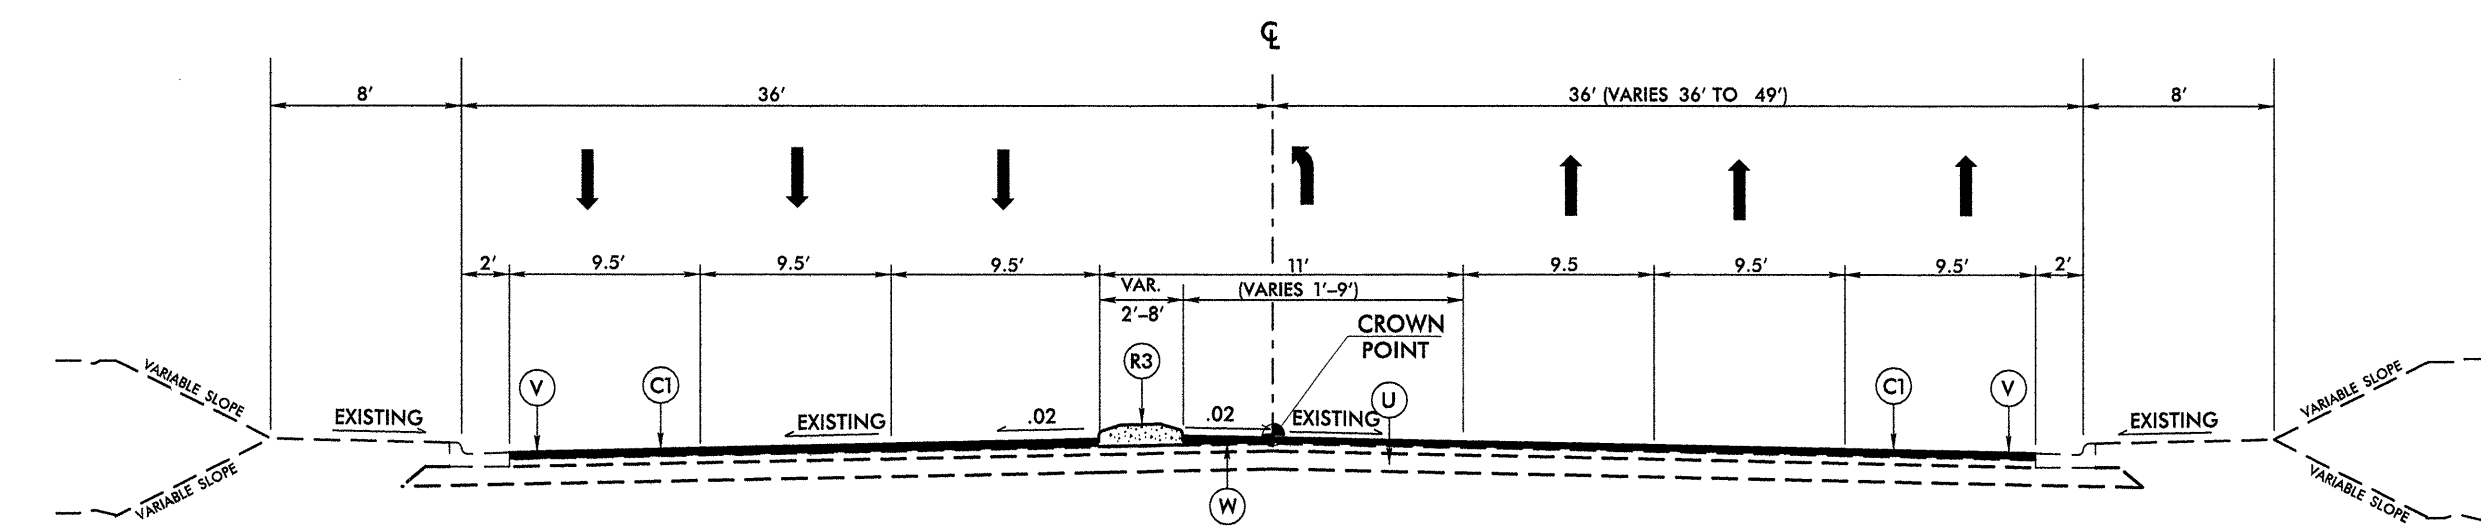 ℄
8'
36'
36' (VARIES 36' TO 49')
8'
2'
9.5'
9.5'
9.5'
11'
9.5
9.5'
9.5'
2'
VAR.
2'-8'
(VARIES 1'-9')
CROWN
POINT
R3
V
C1
U
C1
V
VARIABLE SLOPE
EXISTING
EXISTING
.02
.02
EXISTING
EXISTING
VARIABLE SLOPE
VARIABLE SLOPE
W
VARIABLE SLOPE